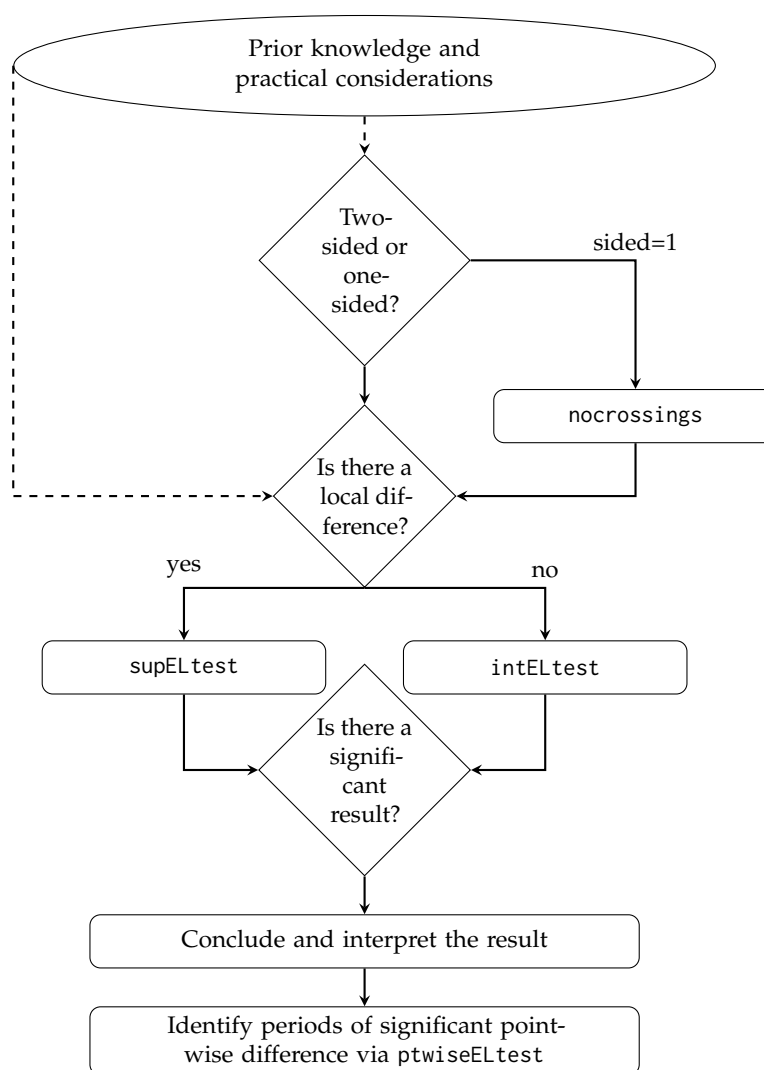 Prior knowledge and
practical considerations
Two-
sided or
one-
sided?
sided=1
nocrossings
Is there a
local dif-
ference?
yes
no
supELtest
intELtest
Is there a
signifi-
cant
result?
Conclude and interpret the result
Identify periods of significant point-
wise difference via ptwiseELtest